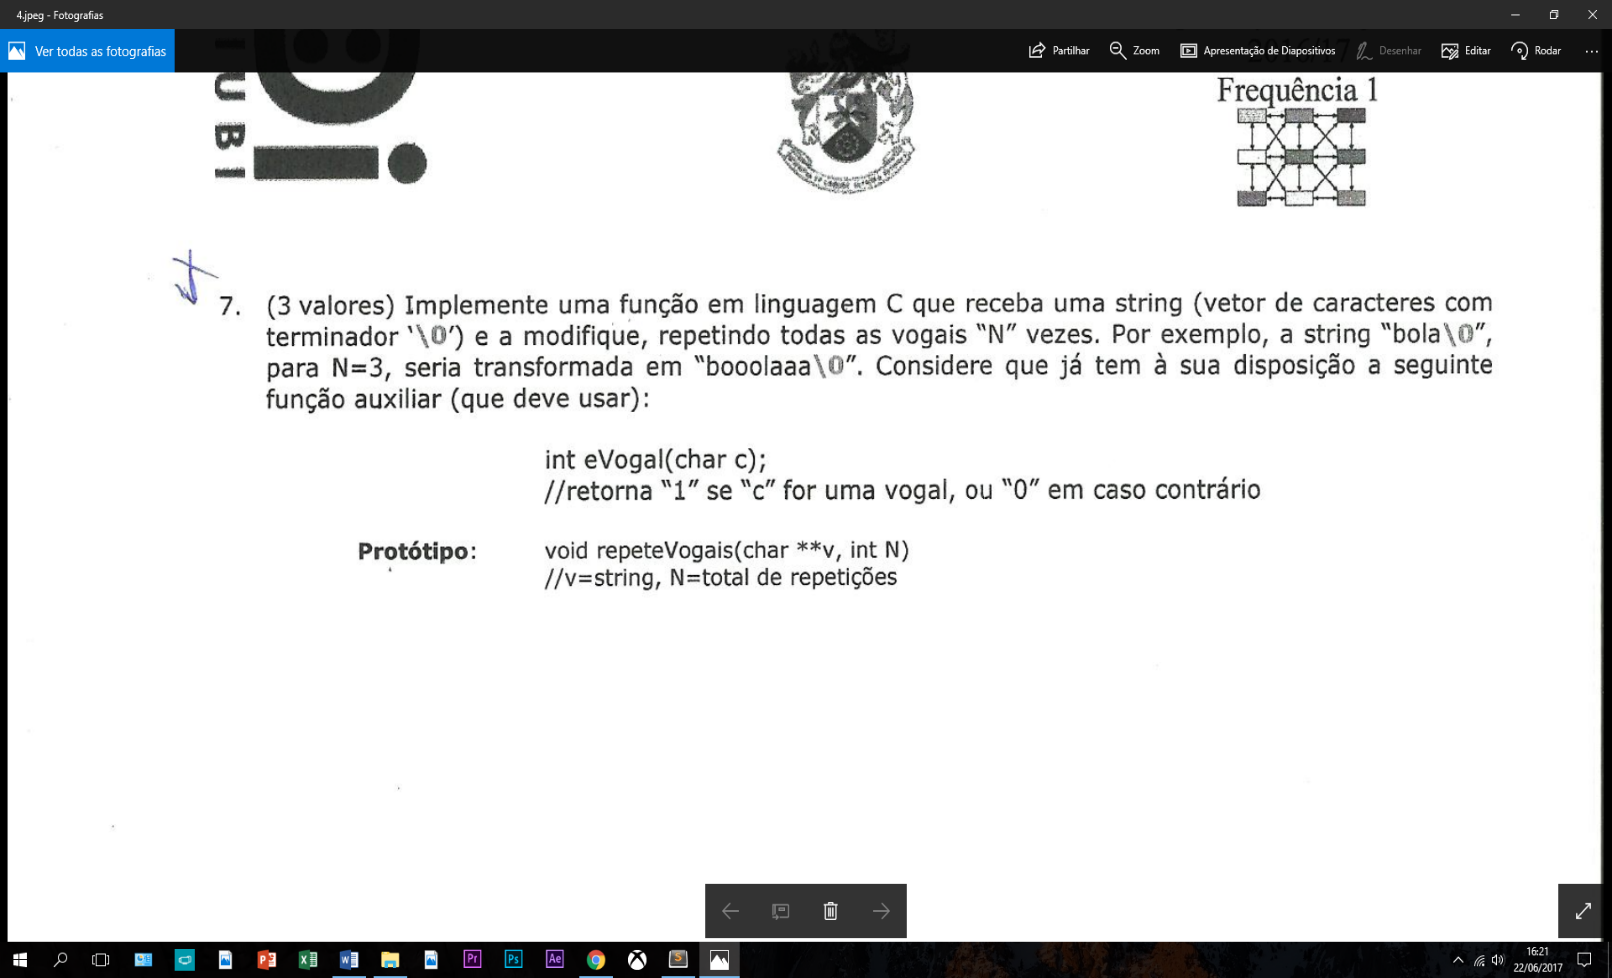 4.jpeg - Fotografias
Ver todas as fotografias
Partilhar
Zoom
Apresentação de Diapositivos
Desenhar
Editar
Rodar
UBI
Frequência 1
7. (3 valores) Implemente uma função em linguagem C que receba uma string (vetor de caracteres com
terminador ‘\0’) e a modifique, repetindo todas as vogais “N” vezes. Por exemplo, a string “bola\0”,
para N=3, seria transformada em “booolaaa\0”. Considere que já tem à sua disposição a seguinte
função auxiliar (que deve usar):
int eVogal(char c);
//retorna “1” se “c” for uma vogal, ou “0” em caso contrário
Protótipo: void repeteVogais(char **v, int N)
//v=string, N=total de repetições
16:21
22/06/2017